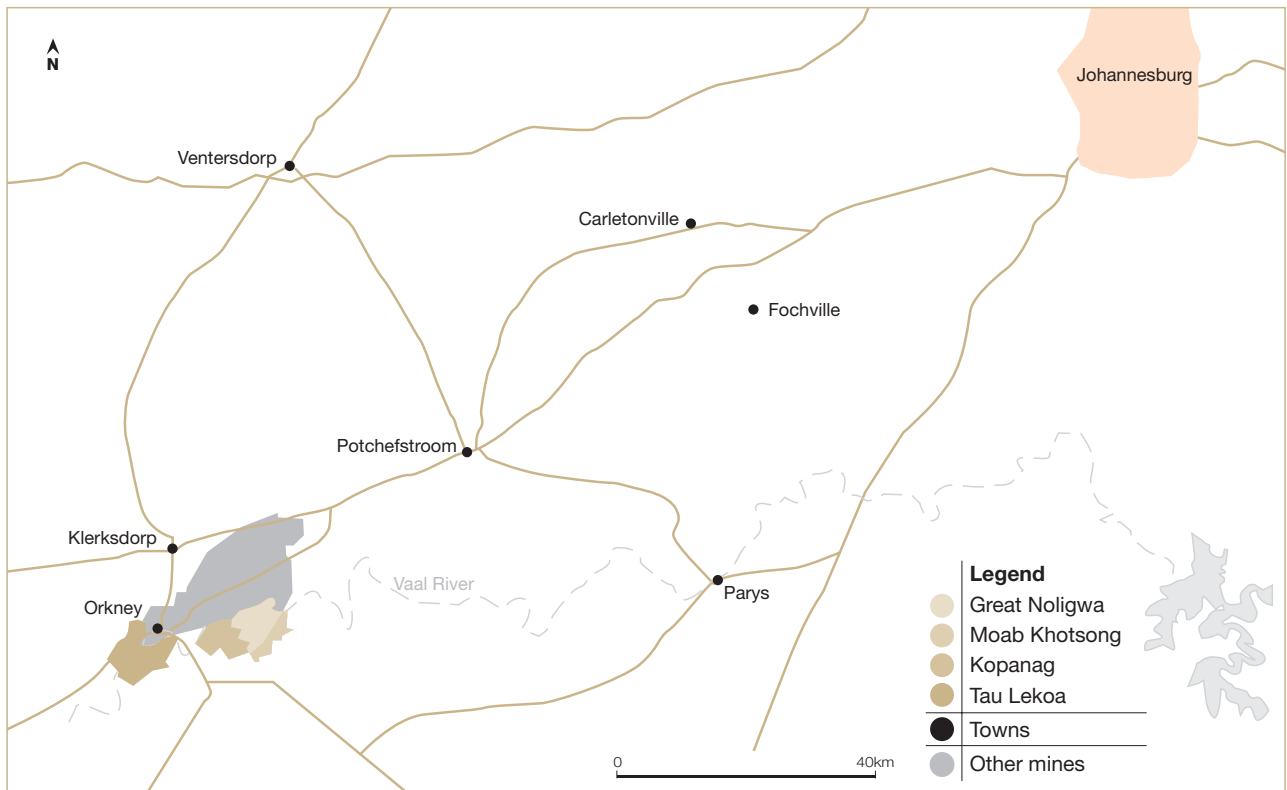 N
Johannesburg
Ventersdorp
Carletonville
Fochville
Potchefstroom
Klerksdorp
Vaal River
Orkney
Parys
Legend
Great Noligwa
Moab Khotsong
Kopanag
Tau Lekoa
Towns
Other mines
0 40km